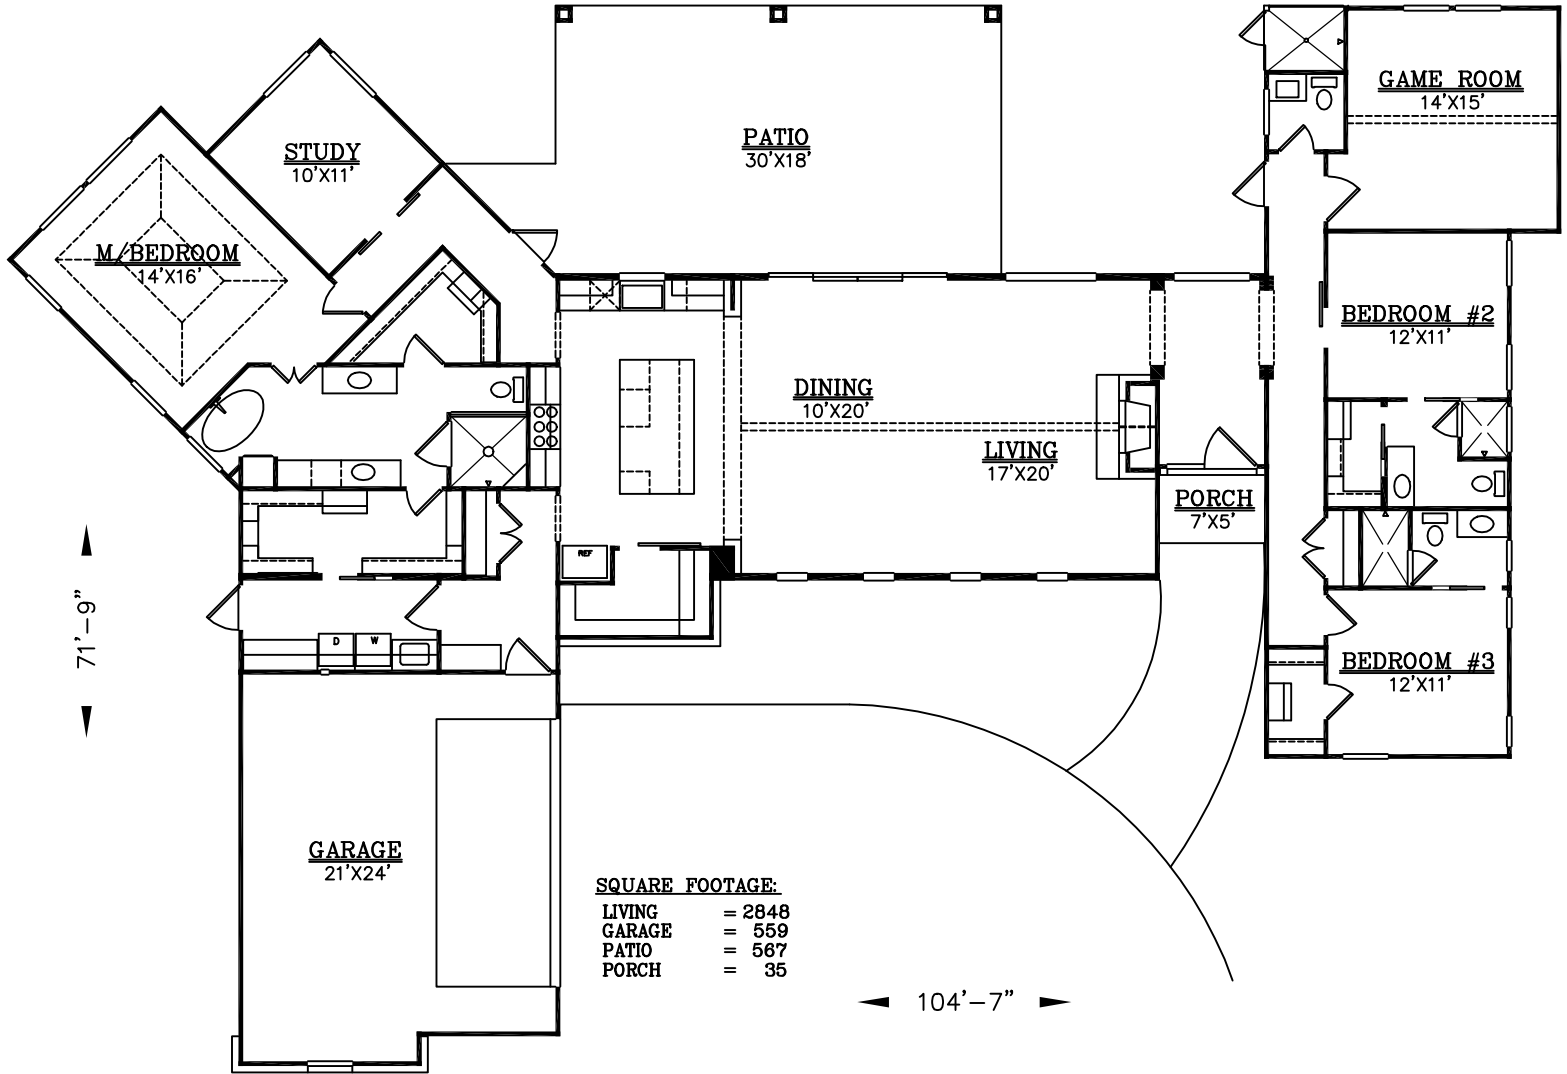 GAME ROOM
14'X15'
STUDY
10'X11'
PATIO
30'X18'
M/BEDROOM
14'X16'
BEDROOM #2
12'X11'
DINING
10'X20'
LIVING
17'X20'
PORCH
7'X5'
REF
71'-9"
D W
BEDROOM #3
12'X11'
GARAGE
21'X24'
SQUARE FOOTAGE:
LIVING = 2848
GARAGE = 559
PATIO = 567
PORCH = 35
104'-7"